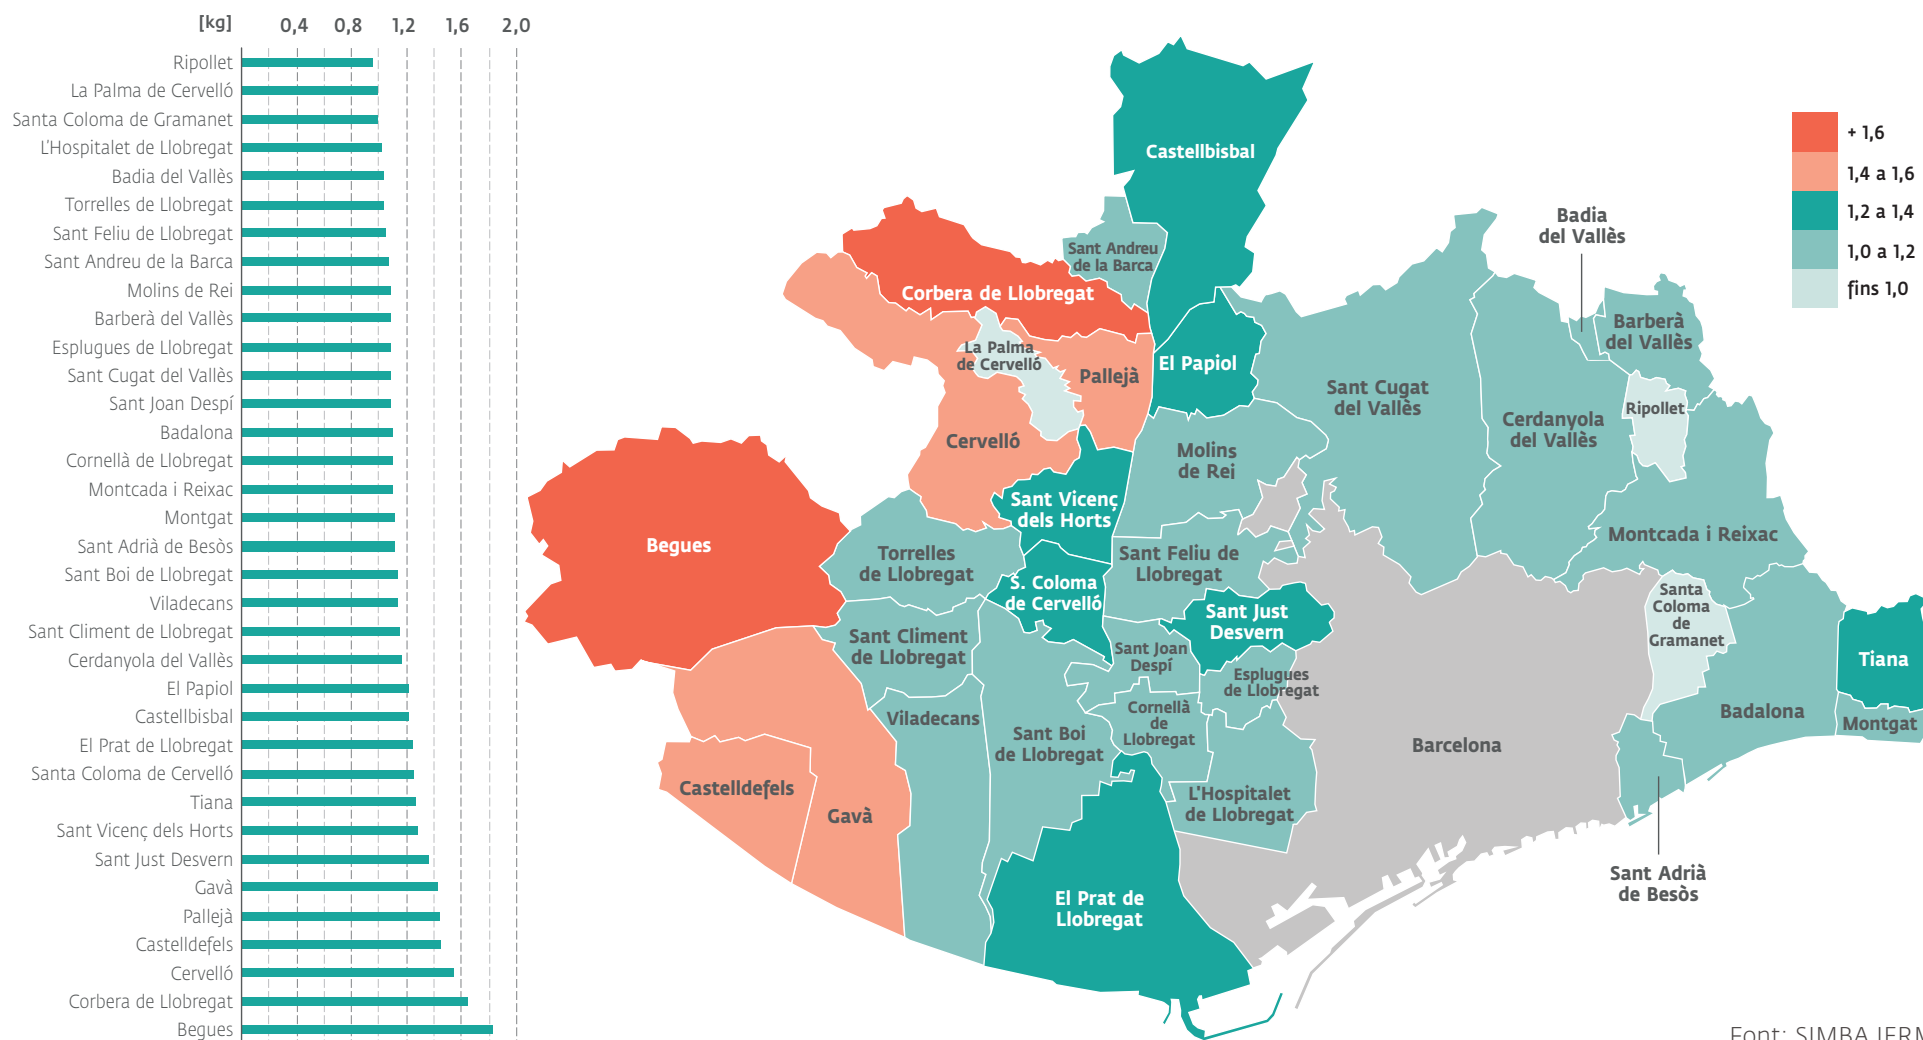 [kg] 0,4 0,8 1,2 1,6 2,0
Ripollet
La Palma de Cervelló
Santa Coloma de Gramanet
L'Hospitalet de Llobregat
Badia del Vallès
Torrelles de Llobregat
Sant Feliu de Llobregat
Sant Andreu de la Barca
Molins de Rei
Barberà del Vallès
Esplugues de Llobregat
Sant Cugat del Vallès
Sant Joan Despí
Badalona
Cornellà de Llobregat
Montcada i Reixac
Montgat
Sant Adrià de Besòs
Sant Boi de Llobregat
Viladecans
Sant Climent de Llobregat
Cerdanyola del Vallès
El Papiol
Castellbisbal
El Prat de Llobregat
Santa Coloma de Cervelló
Tiana
Sant Vicenç dels Horts
Sant Just Desvern
Gavà
Pallejà
Castelldefels
Cervelló
Corbera de Llobregat
Begues
Castellbisbal
Sant Andreu
de la Barca
Corbera de Llobregat
La Palma
de Cervelló
Pallejà
El Papiol
Cervelló
Badia
del Vallès
Barberà
del Vallès
Sant Cugat
del Vallès
Cerdanyola
del Vallès
Ripollet
Molins
de Rei
Sant Vicenç
dels Horts
Montcada i Reixac
Begues
Torrelles
de Llobregat
Sant Feliu de
Llobregat
S. Coloma
de Cervelló
Sant Just
Desvern
Santa
Coloma
de
Gramanet
Sant Climent
de Llobregat
Sant Joan
Despí
Esplugues
de Llobregat
Tiana
Viladecans
Cornellà
de
Llobregat
Sant Boi
de Llobregat
Barcelona
Badalona
Montgat
Castelldefels
Gavà
L'Hospitalet
de Llobregat
Sant Adrià
de Besòs
El Prat de
Llobregat
+ 1,6
1,4 a 1,6
1,2 a 1,4
1,0 a 1,2
fins 1,0
Font: SIMBA IERM